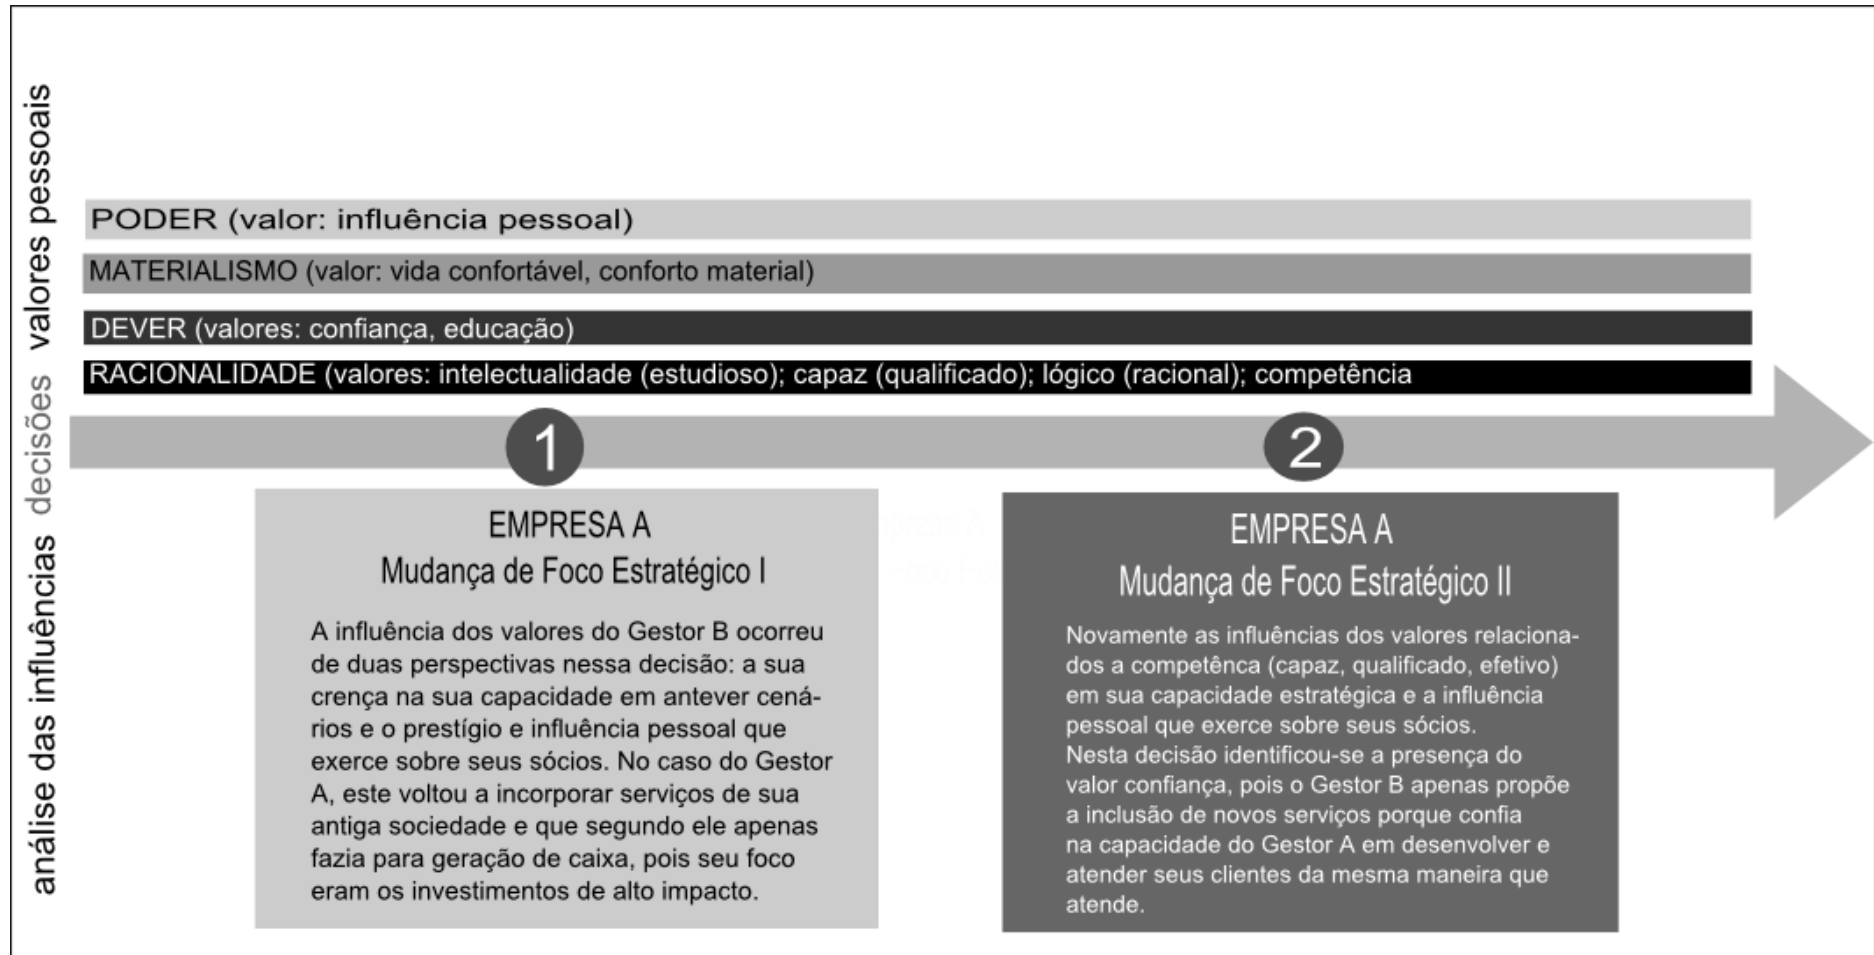 valores pessoais
decisões
análise das influências
PODER (valor: influência pessoal)
MATERIALISMO (valor: vida confortável, conforto material)
DEVER (valores: confiança, educação)
RACIONALIDADE (valores: intelectualidade (estudioso); capaz (qualificado); lógico (racional); competência
1
2
EMPRESA A
Mudança de Foco Estratégico I
A influência dos valores do Gestor B ocorreu
de duas perspectivas nessa decisão: a sua
crença na sua capacidade em antever cená-
rios e o prestígio e influência pessoal que
exerce sobre seus sócios. No caso do Gestor
A, este voltou a incorporar serviços de sua
antiga sociedade e que segundo ele apenas
fazia para geração de caixa, pois seu foco
eram os investimentos de alto impacto.
EMPRESA A
Mudança de Foco Estratégico II
Novamente as influências dos valores relaciona-
dos a competênca (capaz, qualificado, efetivo)
em sua capacidade estratégica e a influência
pessoal que exerce sobre seus sócios.
Nesta decisão identificou-se a presença do
valor confiança, pois o Gestor B apenas propõe
a inclusão de novos serviços porque confia
na capacidade do Gestor A em desenvolver e
atender seus clientes da mesma maneira que
atende.